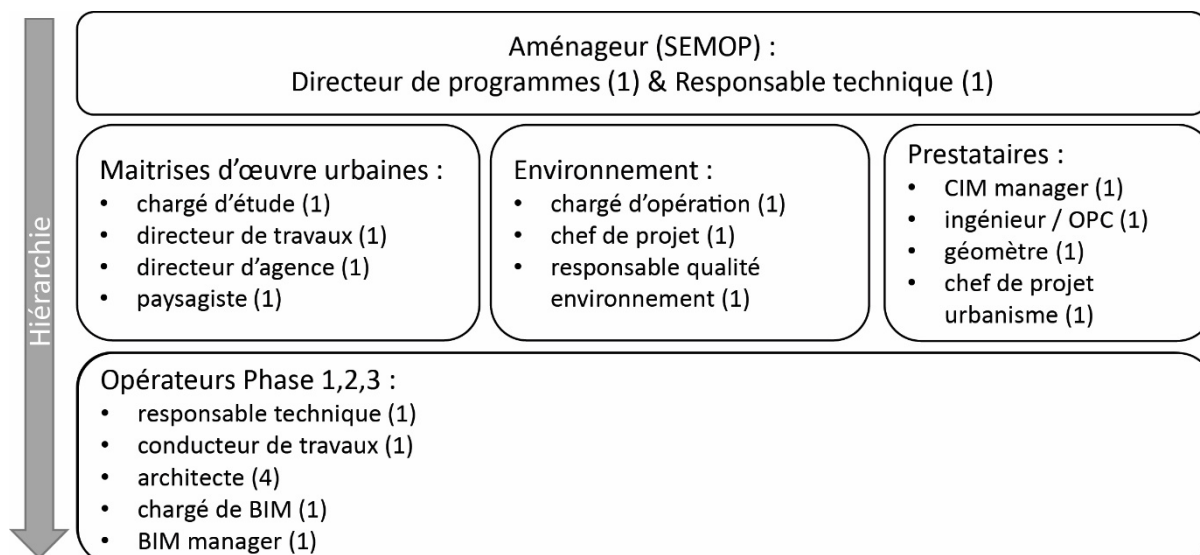 Hiérarchie
Aménageur (SEMOP) :
Directeur de programmes (1) & Responsable technique (1)
Maitrises d’œuvre urbaines :
• chargé d’étude (1)
• directeur de travaux (1)
• directeur d’agence (1)
• paysagiste (1)
Environnement :
• chargé d’opération (1)
• chef de projet (1)
• responsable qualité
environnement (1)
Prestataires :
• CIM manager (1)
• ingénieur / OPC (1)
• géomètre (1)
• chef de projet
urbanisme (1)
Opérateurs Phase 1,2,3 :
• responsable technique (1)
• conducteur de travaux (1)
• architecte (4)
• chargé de BIM (1)
• BIM manager (1)